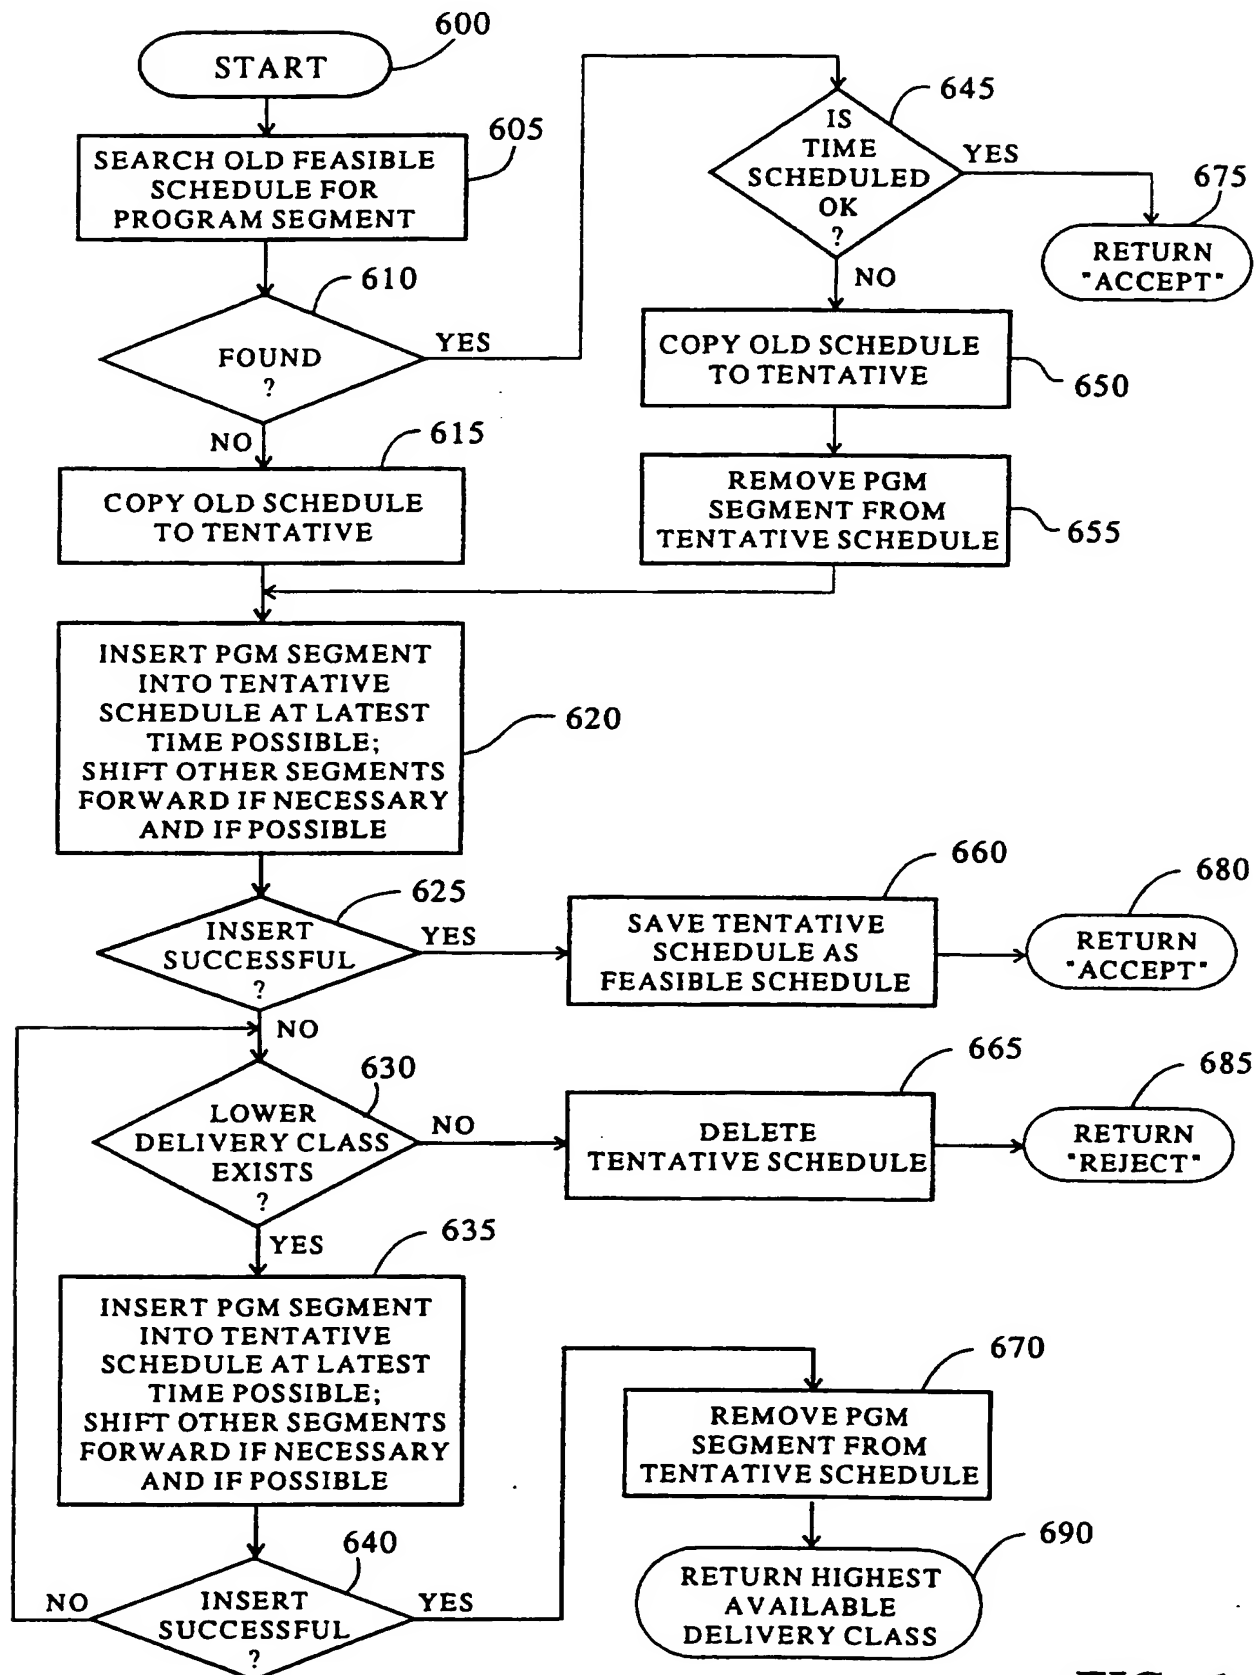 600
START
605
SEARCH OLD FEASIBLE
SCHEDULE FOR
PROGRAM SEGMENT
610
FOUND
?
YES
NO
615
COPY OLD SCHEDULE
TO TENTATIVE
645
IS
TIME
SCHEDULED
OK
?
YES
675
RETURN
"ACCEPT"
NO
COPY OLD SCHEDULE
TO TENTATIVE
650
REMOVE PGM
SEGMENT FROM
TENTATIVE SCHEDULE
655
INSERT PGM SEGMENT
INTO TENTATIVE
SCHEDULE AT LATEST
TIME POSSIBLE;
SHIFT OTHER SEGMENTS
FORWARD IF NECESSARY
AND IF POSSIBLE
620
625
INSERT
SUCCESSFUL
?
YES
660
SAVE TENTATIVE
SCHEDULE AS
FEASIBLE SCHEDULE
680
RETURN
"ACCEPT"
NO
630
LOWER
DELIVERY CLASS
EXISTS
?
NO
665
DELETE
TENTATIVE SCHEDULE
685
RETURN
"REJECT"
YES
635
INSERT PGM SEGMENT
INTO TENTATIVE
SCHEDULE AT LATEST
TIME POSSIBLE;
SHIFT OTHER SEGMENTS
FORWARD IF NECESSARY
AND IF POSSIBLE
640
INSERT
SUCCESSFUL
?
NO
YES
670
REMOVE PGM
SEGMENT FROM
TENTATIVE SCHEDULE
690
RETURN HIGHEST
AVAILABLE
DELIVERY CLASS